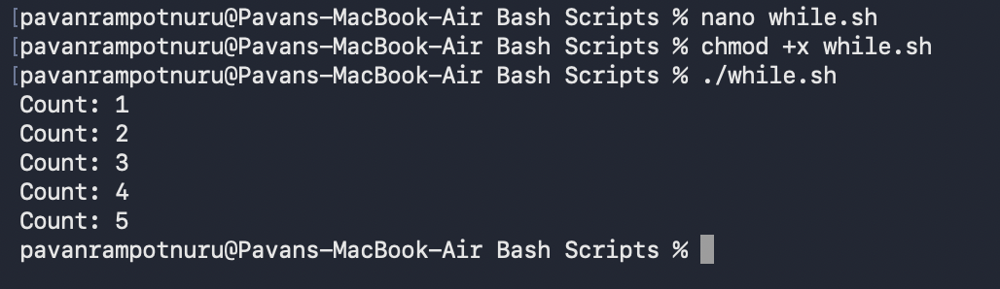 [pavanrampotnuru@Pavans-MacBook-Air Bash Scripts % nano while.sh
[pavanrampotnuru@Pavans-MacBook-Air Bash Scripts % chmod +x while.sh
[pavanrampotnuru@Pavans-MacBook-Air Bash Scripts % ./while.sh
Count: 1
Count: 2
Count: 3
Count: 4
Count: 5
pavanrampotnuru@Pavans-MacBook-Air Bash Scripts %